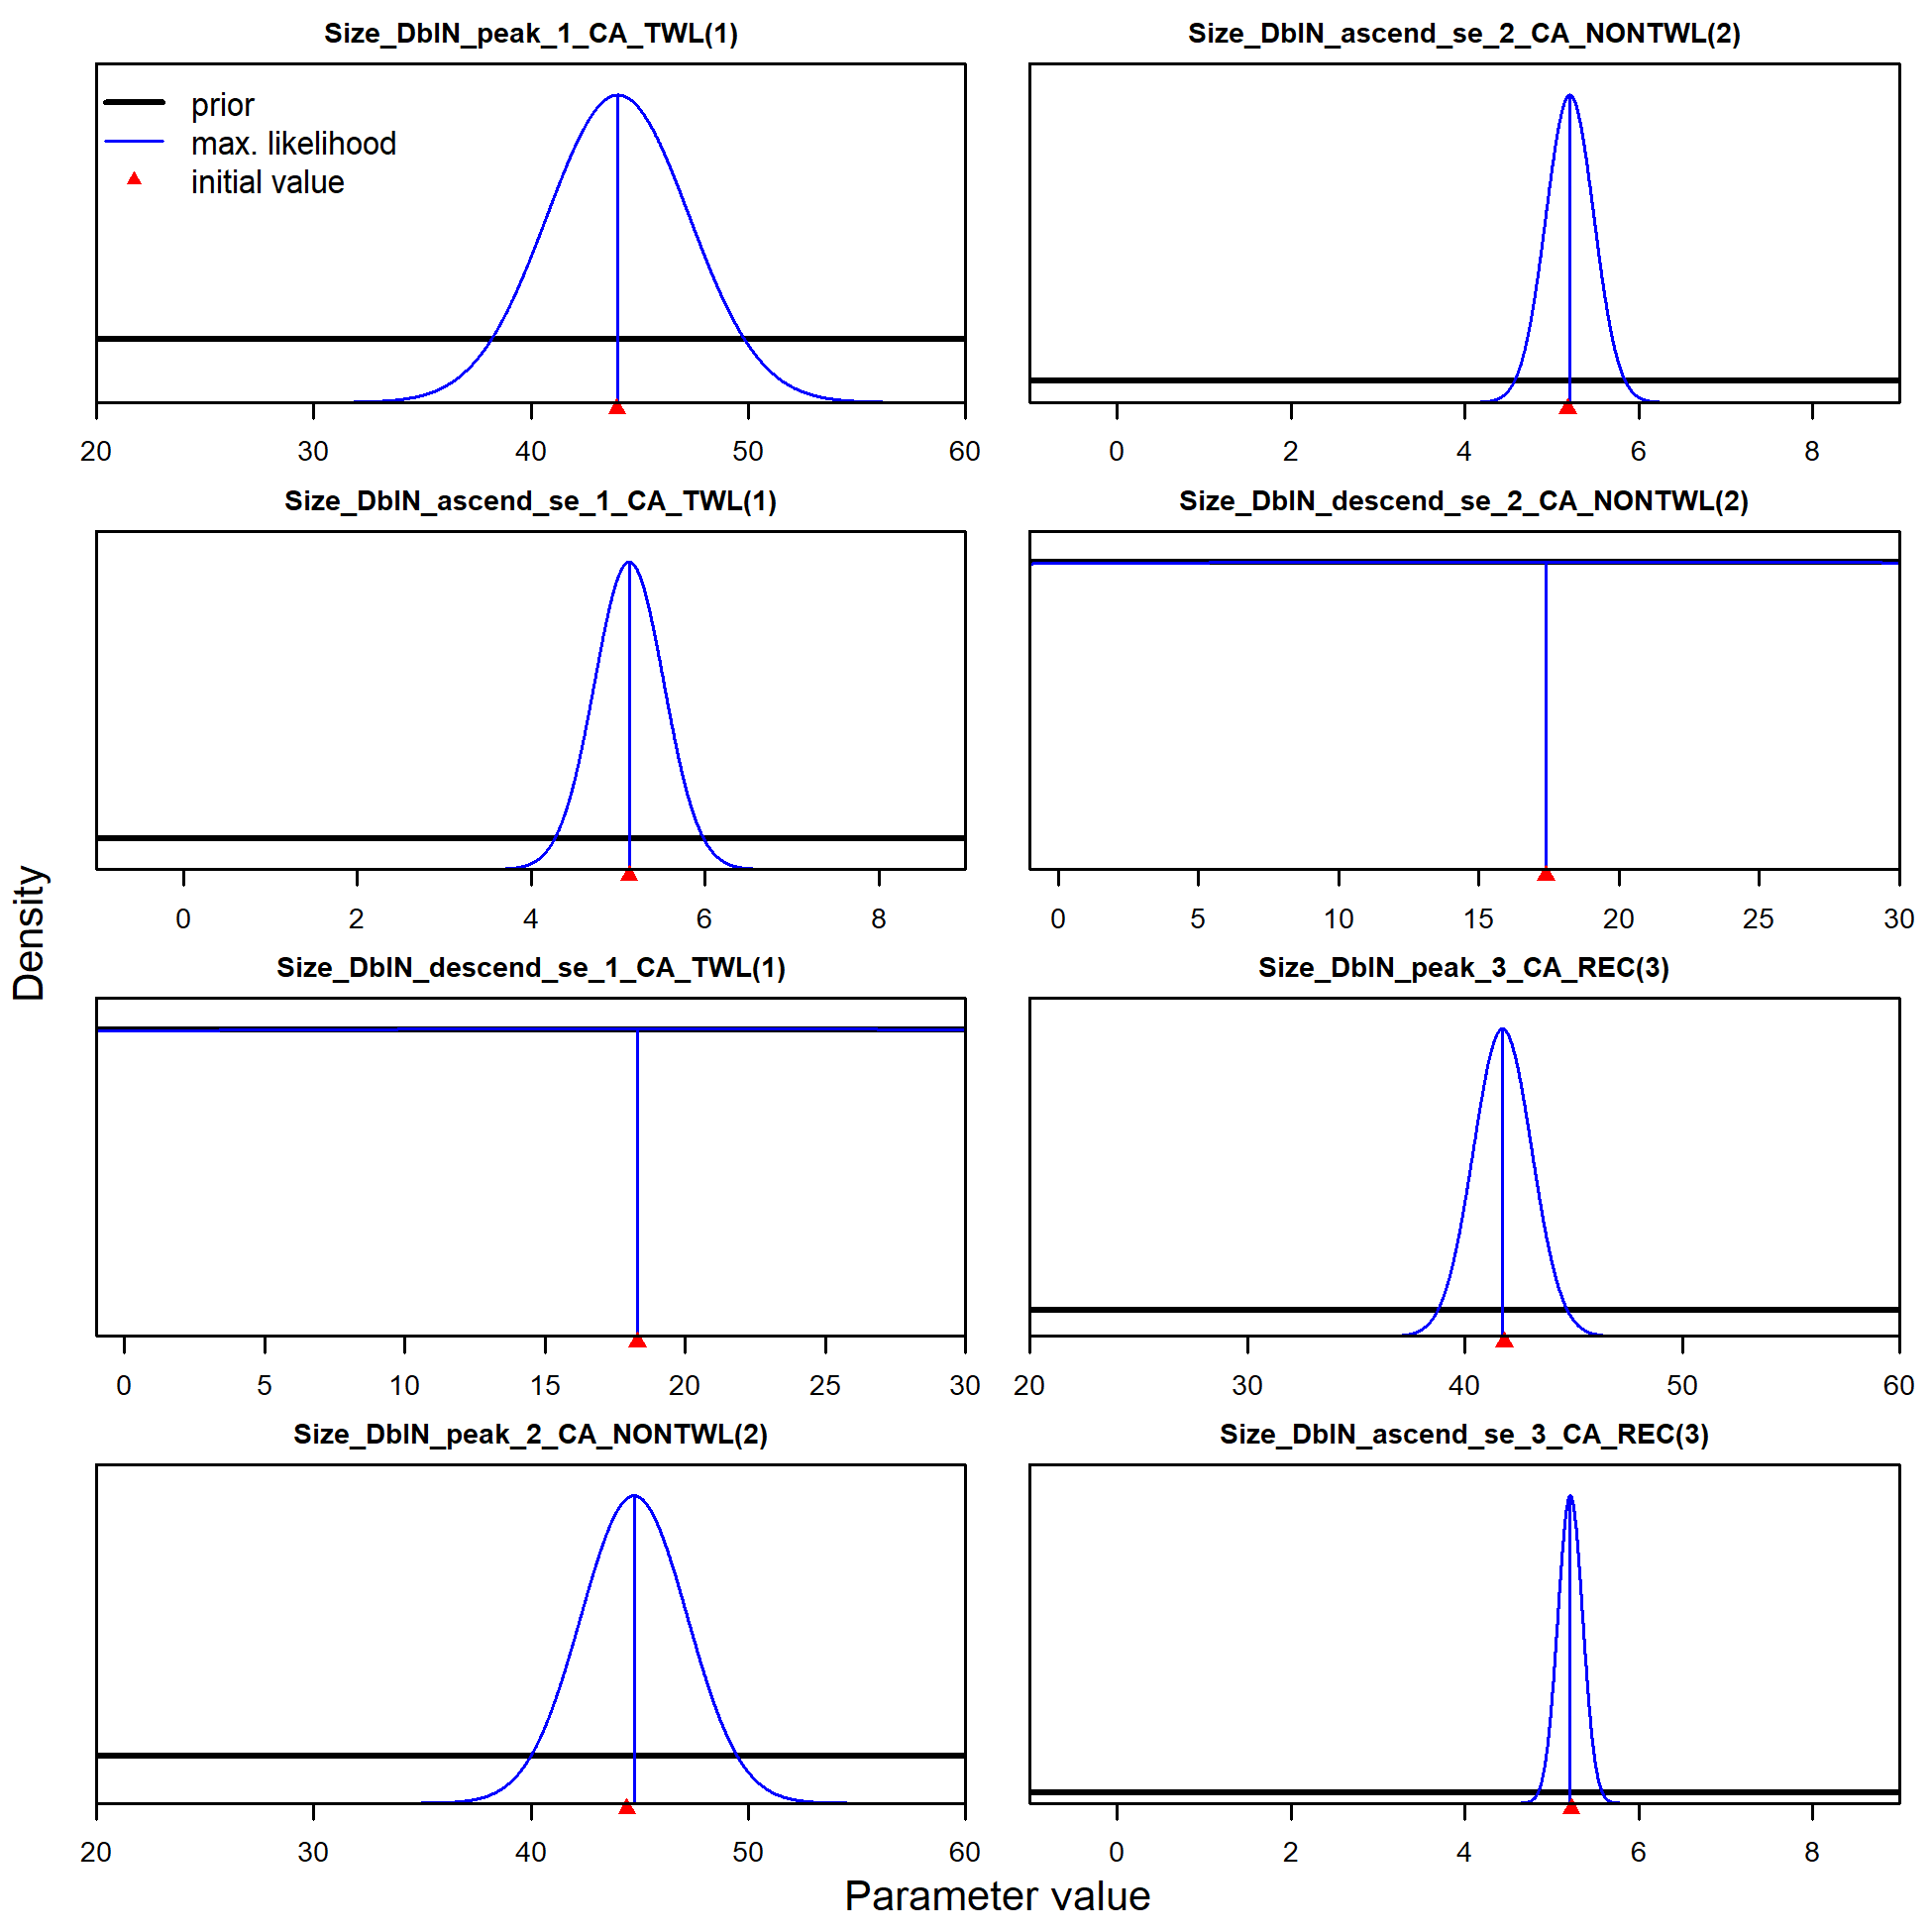 Size_DblN_peak_1_CA_TWL(1)
prior
max. likelihood
initial value
20 30 40 50 60
Size_DblN_ascend_se_2_CA_NONTWL(2)
0 2 4 6 8
Size_DblN_ascend_se_1_CA_TWL(1)
0 2 4 6 8
Size_DblN_descend_se_2_CA_NONTWL(2)
0 5 10 15 20 25 30
Size_DblN_descend_se_1_CA_TWL(1)
0 5 10 15 20 25 30
Size_DblN_peak_3_CA_REC(3)
20 30 40 50 60
Size_DblN_peak_2_CA_NONTWL(2)
20 30 40 50 60
Size_DblN_ascend_se_3_CA_REC(3)
0 2 4 6 8
Density
Parameter value